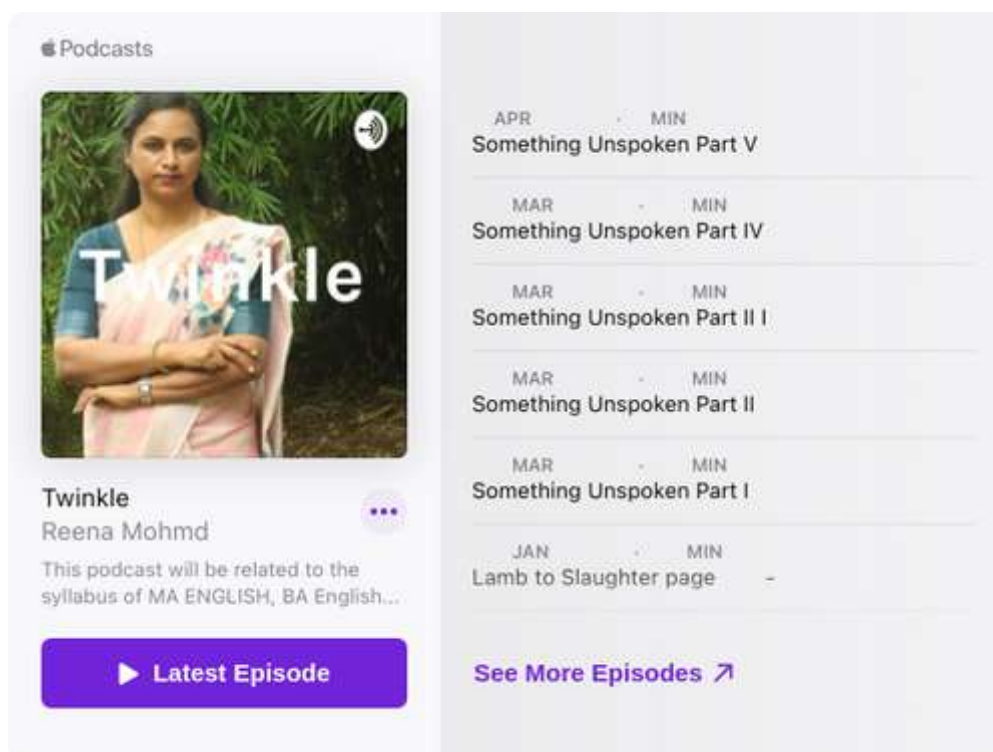 Podcasts
Twinkle
Twinkle
Reena Mohmd
This podcast will be related to the
syllabus of MA ENGLISH, BA English...
Latest Episode
APR · MIN
Something Unspoken Part V
MAR · MIN
Something Unspoken Part IV
MAR · MIN
Something Unspoken Part II I
MAR · MIN
Something Unspoken Part II
MAR · MIN
Something Unspoken Part I
JAN · MIN
Lamb to Slaughter page -
See More Episodes